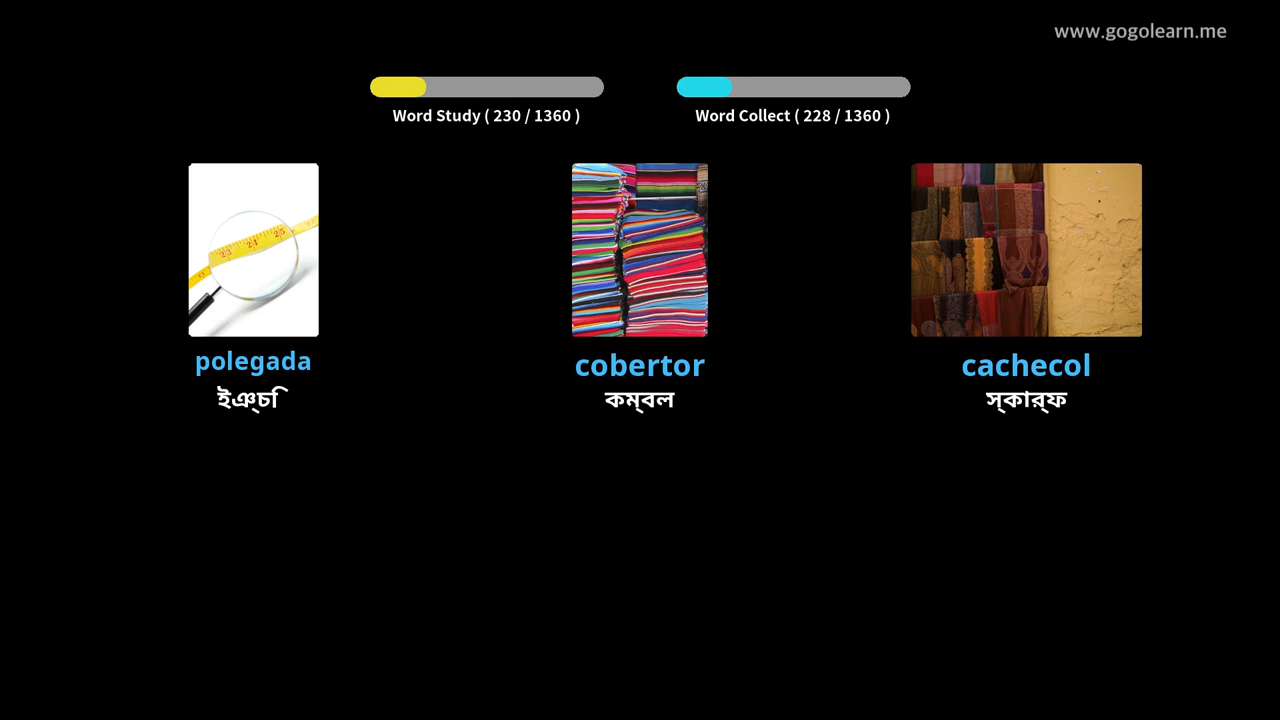 www.gogolearn.me
Word Study ( 230 / 1360 )
Word Collect ( 228 / 1360 )
polegada
ইঞ্চি
cobertor
কম্বল
cachecol
স্কার্ফ